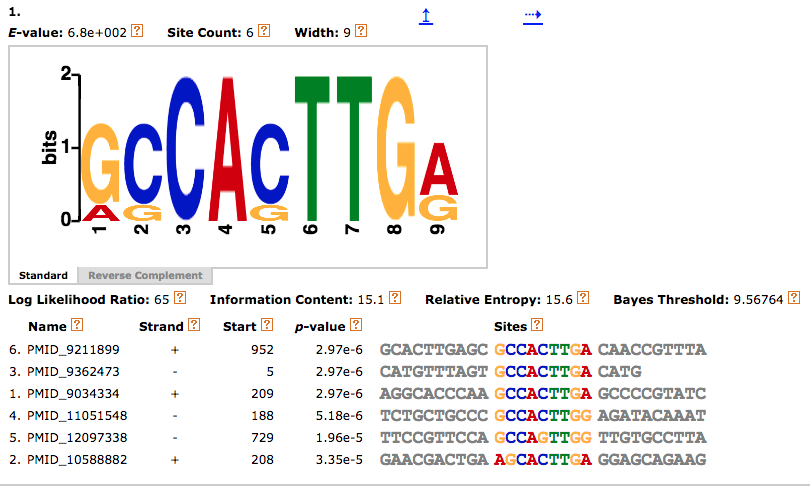 1. ↥ ⇢
E-value: 6.8e+002 ? Site Count: 6 ? Width: 9 ?
2
bits
1
0
G C C A C T T G A
A G G G
1 2 3 4 5 6 7 8 9
Standard Reverse Complement
Log Likelihood Ratio: 65 ? Information Content: 15.1 ? Relative Entropy: 15.6 ? Bayes Threshold: 9.56764 ?
Name ? Strand ? Start ? p-value ? Sites ?
6. PMID_9211899 + 952 2.97e-6 GCACTTGAGC GCCACTTGA CAACCGTTTA
3. PMID_9362473 - 5 2.97e-6 CATGTTTAGT GCCACTTGA CATG
1. PMID_9034334 + 209 2.97e-6 AGGCACCCAA GCCACTTGA GCCCCGTATC
4. PMID_11051548 - 188 5.18e-6 TCTGCTGCCC GCCACTTGG AGATACAAAT
5. PMID_12097338 - 729 1.96e-5 TTCCGTTCCA GCCAGTTGG TTGTGCCTTA
2. PMID_10588882 + 208 3.35e-5 GAACGACTGA AGCACTTGA GGAGCAGAAG